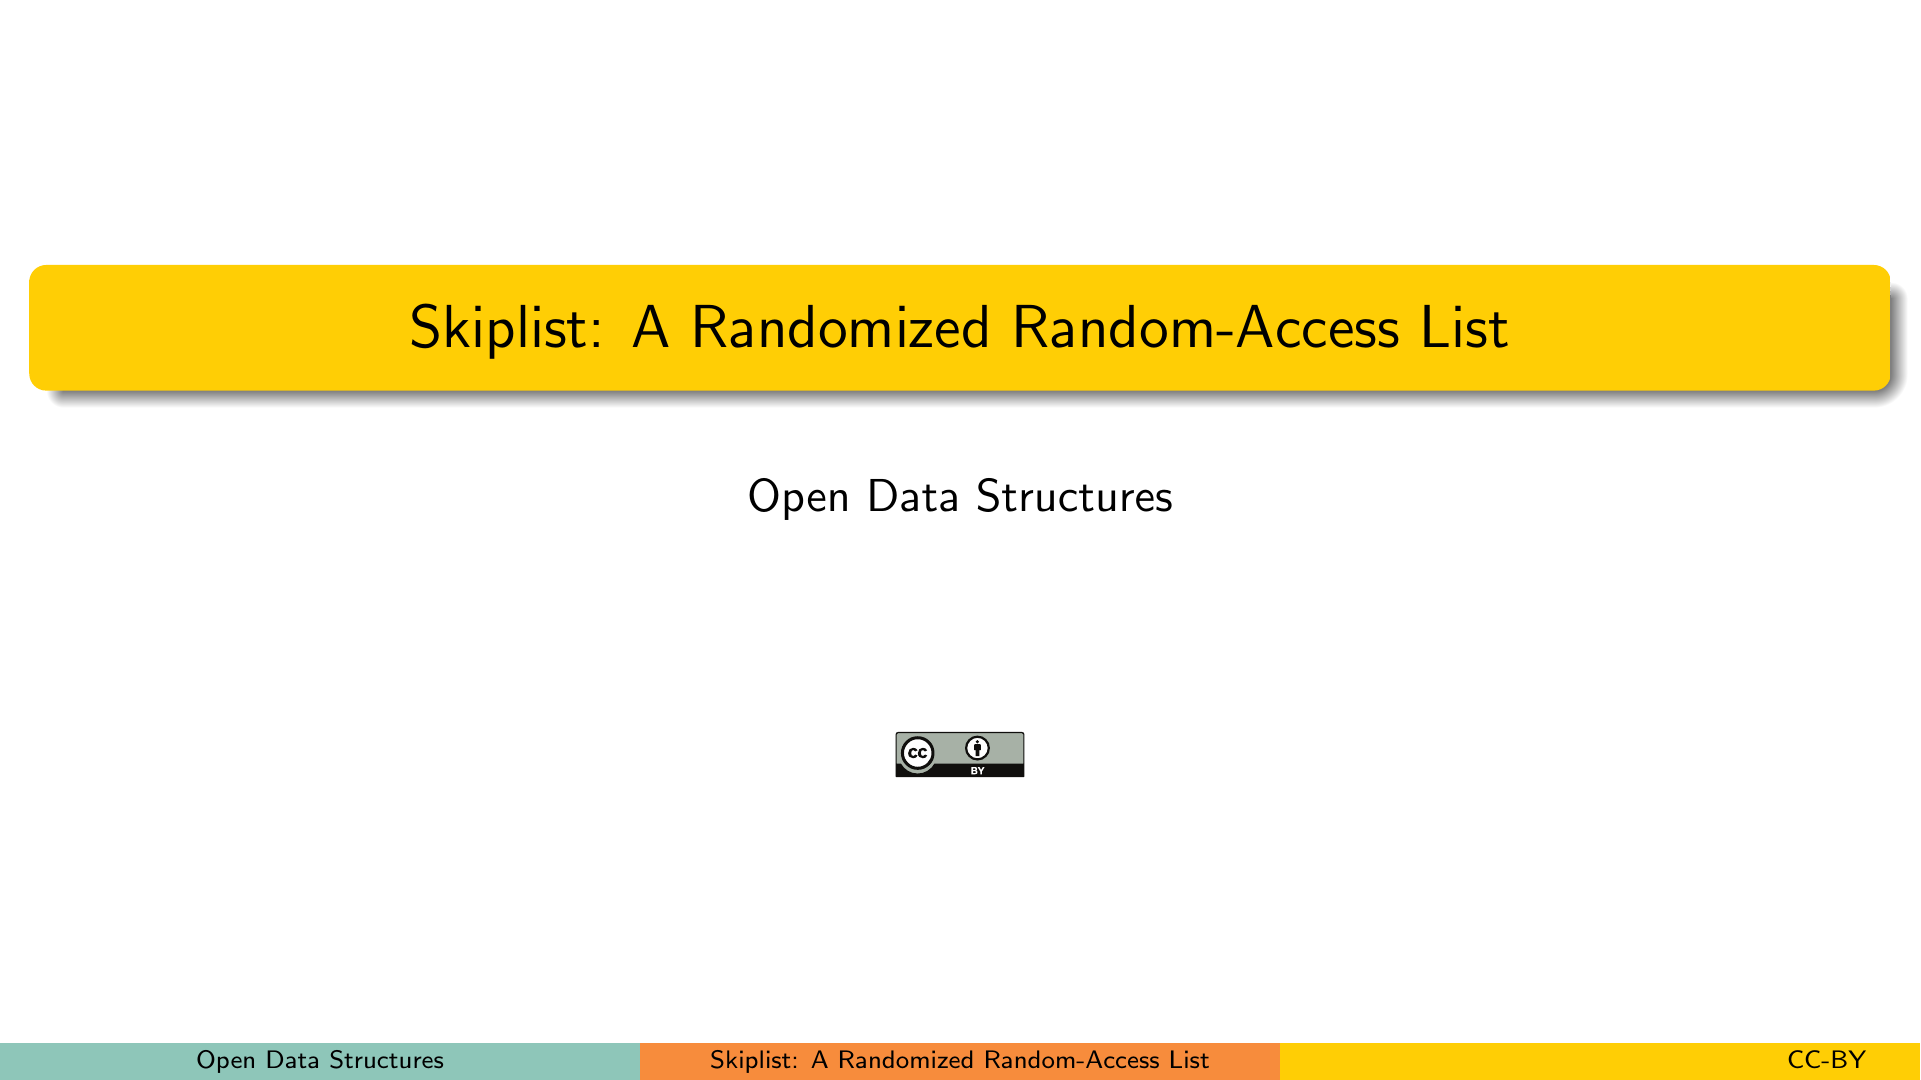 Skiplist: A Randomized Random-Access List
Open Data Structures
cc
BY
Open Data Structures
Skiplist: A Randomized Random-Access List
CC-BY